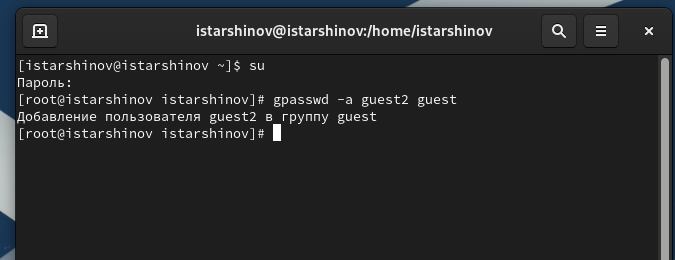 istarshinov@istarshinov:/home/istarshinov
[istarshinov@istarshinov ~]$ su
Пароль:
[root@istarshinov istarshinov]# gpasswd -a guest2 guest
Добавление пользователя guest2 в группу guest
[root@istarshinov istarshinov]#